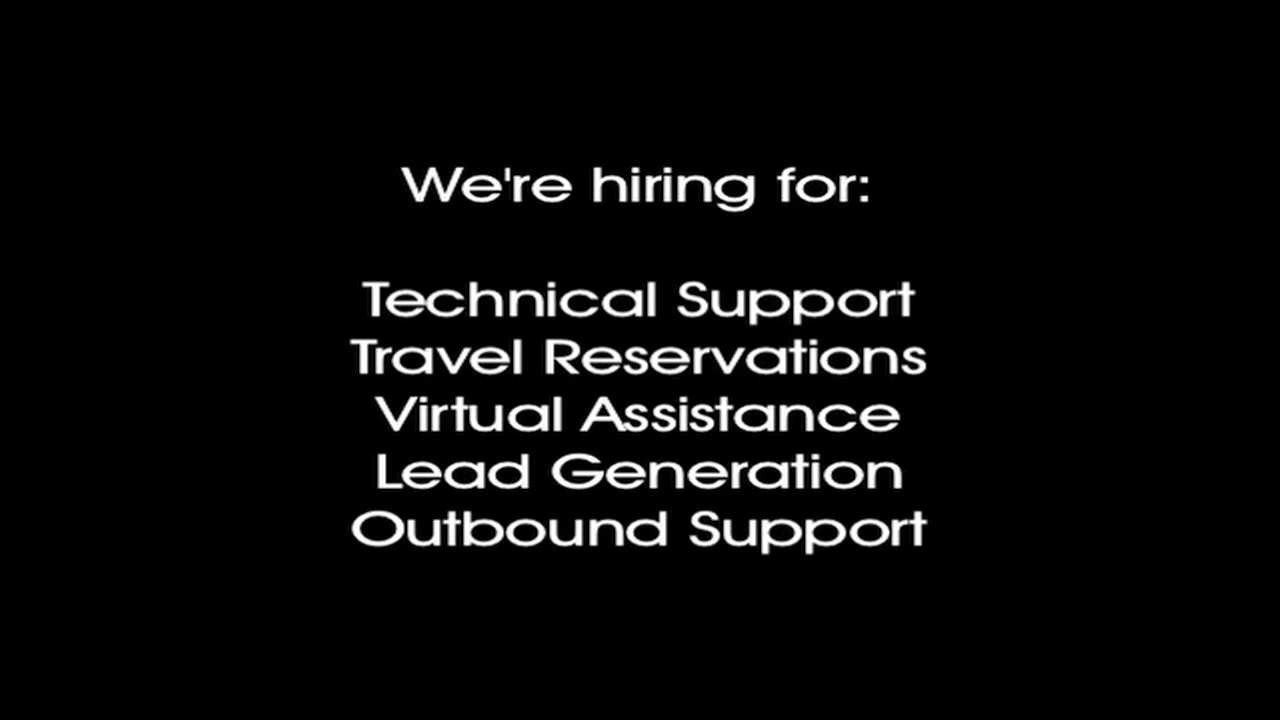 We're hiring for:
Technical Support
Travel Reservations
Virtual Assistance
Lead Generation
Outbound Support